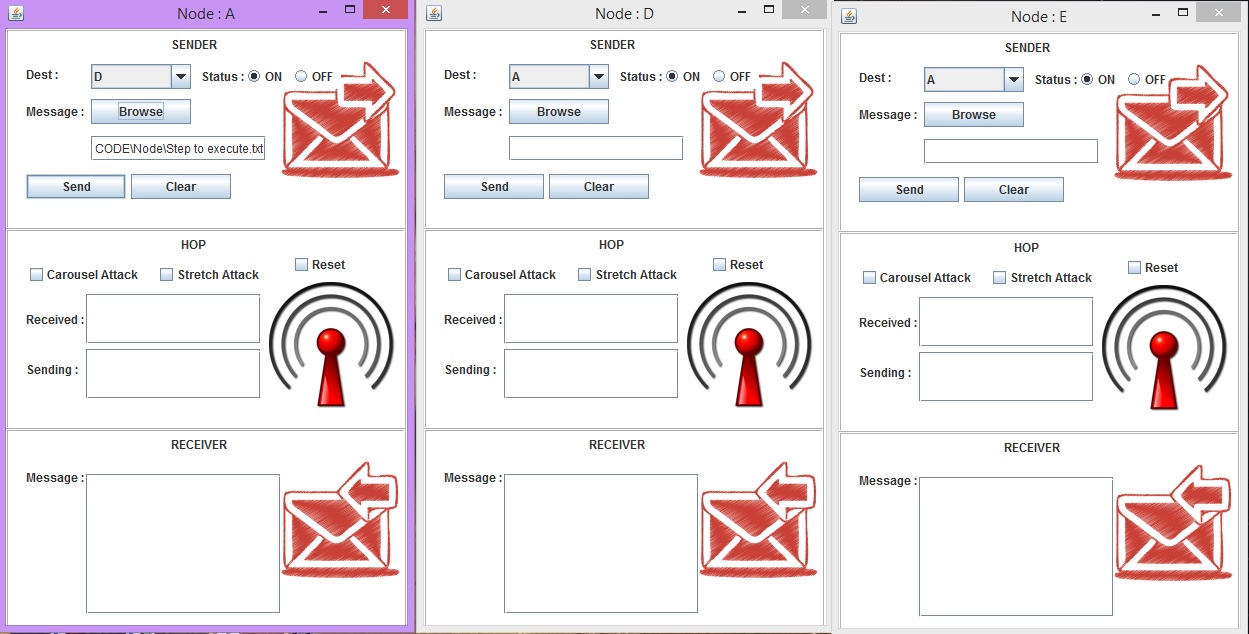 Node : A
SENDER
Dest :
D
Status :
ON
OFF
Message :
Browse
CODE\Node\Step to execute.txt
Send
Clear
HOP
Reset
Carousel Attack
Stretch Attack
Received :
Sending :
RECEIVER
Message :
Node : D
SENDER
Dest :
A
Status :
ON
OFF
Message :
Browse
Send
Clear
HOP
Reset
Carousel Attack
Stretch Attack
Received :
Sending :
RECEIVER
Message :
Node : E
SENDER
Dest :
A
Status :
ON
OFF
Message :
Browse
Send
Clear
HOP
Reset
Carousel Attack
Stretch Attack
Received :
Sending :
RECEIVER
Message :